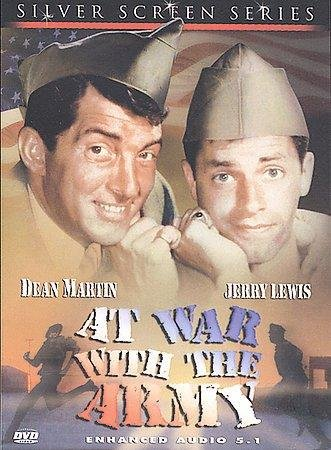 SILVER SCREEN SERIES
DEAN MARTIN
JERRY LEWIS
AT WAR
WITH THE
ARMY
ENHANCED AUDIO 5.1
DVD